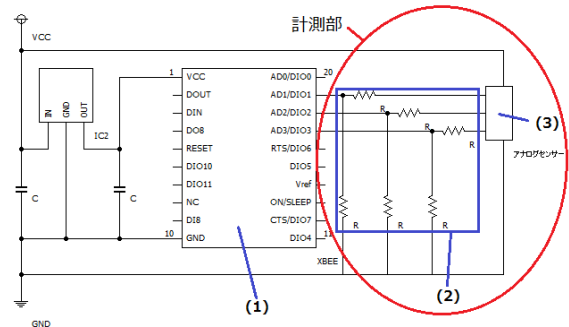 計測部
VCC
1 VCC AD0/DIO0 20
DOUT AD1/DIO1
DIN AD2/DIO2 R
DO8 AD3/DIO3 R
RESET RTS/DIO6 R
DIO10 DIO5
DIO11 Vref
NC ON/SLEEP
DI8 CTS/DIO7 R R R
10 GND DIO4 11
IN GND OUT
IC2
C C
XBEE
アナログセンサー
(1)
(2)
(3)
GND